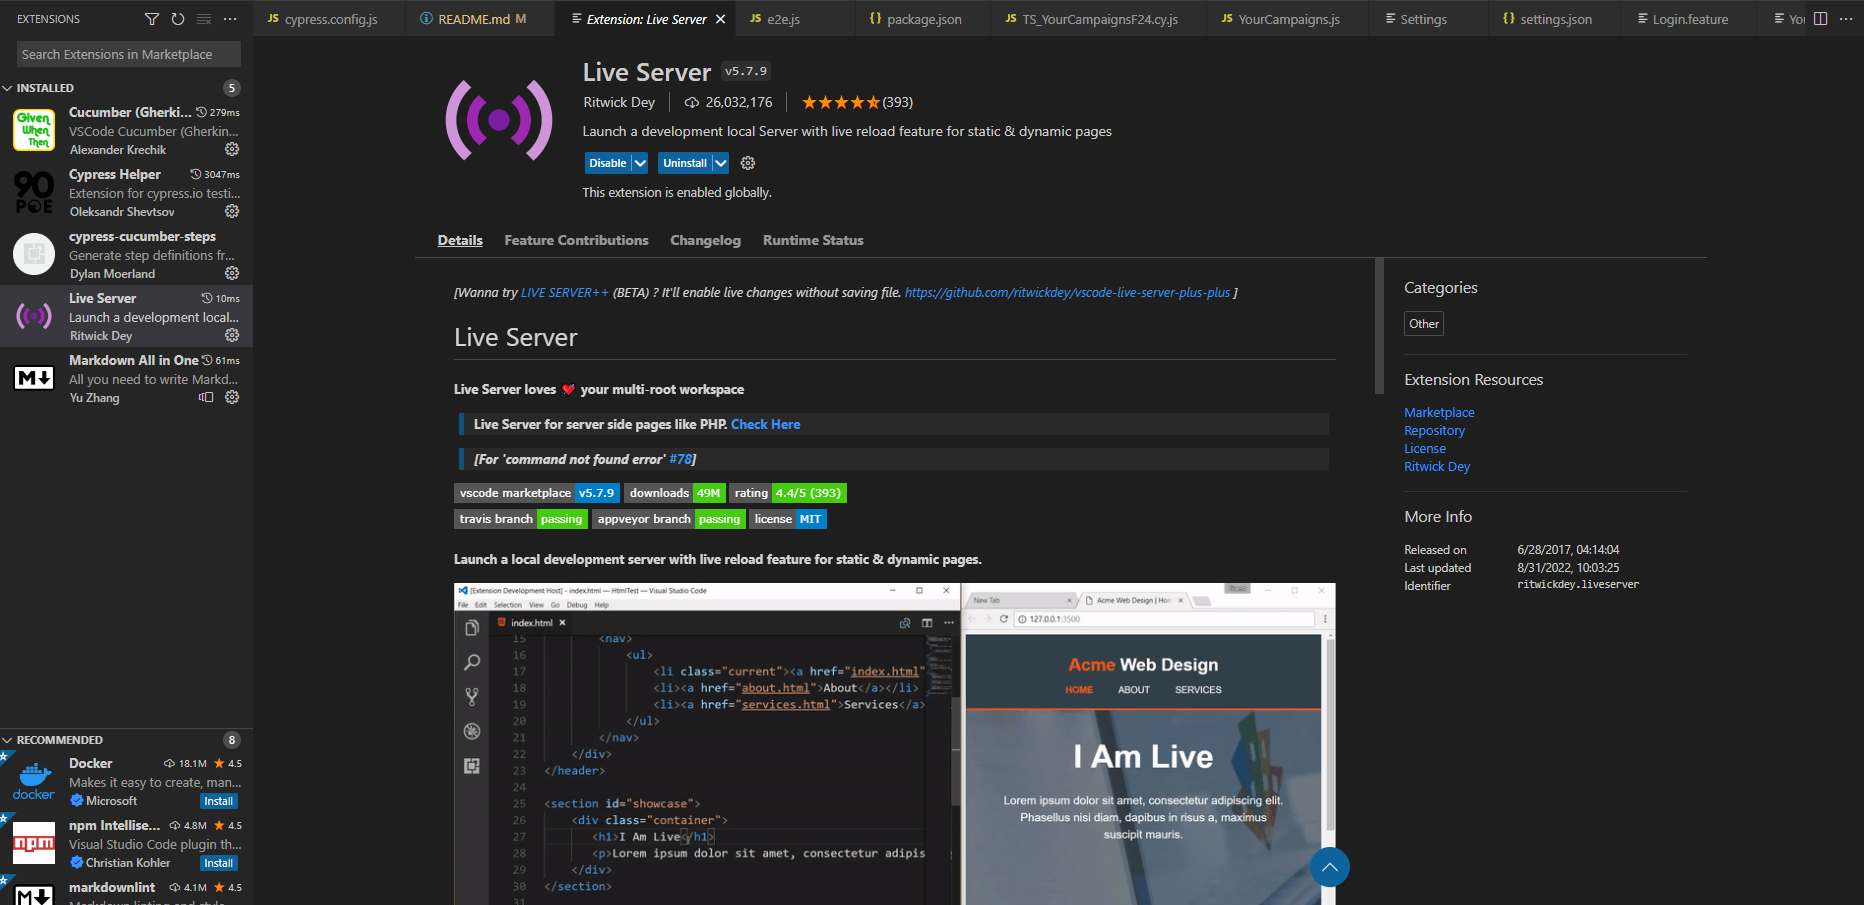 EXTENSIONS
Search Extensions in Marketplace
INSTALLED 5
Given When Then
Cucumber (Gherki... 279ms
VSCode Cucumber (Gherkin...
Alexander Krechik
90 POE
Cypress Helper 3047ms
Extension for cypress.io testi...
Oleksandr Shevtsov
cypress-cucumber-steps
Generate step definitions fr...
Dylan Moerland
Live Server 10ms
Launch a development local...
Ritwick Dey
Markdown All in One 61ms
All you need to write Markd...
Yu Zhang
RECOMMENDED 8
docker
Docker 18.1M ★ 4.5
Makes it easy to create, man...
Microsoft Install
npm
npm Intellise... 4.8M ★ 4.5
Visual Studio Code plugin th...
Christian Kohler Install
markdownlint 4.1M ★ 4.5
JS cypress.config.js
README.md M
Extension: Live Server
JS e2e.js
{} package.json
JS TS_YourCampaignsF24.cy.js
JS YourCampaigns.js
Settings
{} settings.json
Login.feature
Live Server v5.7.9
Ritwick Dey 26,032,176 (393)
Launch a development local Server with live reload feature for static & dynamic pages
Disable Uninstall
This extension is enabled globally.
Details Feature Contributions Changelog Runtime Status
[Wanna try LIVE SERVER++ (BETA) ? It'll enable live changes without saving file. https://github.com/ritwickdey/vscode-live-server-plus-plus ]
Live Server
Live Server loves ❤ your multi-root workspace
Live Server for server side pages like PHP. Check Here
[For 'command not found error' #78]
vscode marketplace v5.7.9 downloads 49M rating 4.4/5 (393)
travis branch passing appveyor branch passing license MIT
Launch a local development server with live reload feature for static & dynamic pages.
[Extension Development Host] - index.html — HtmlTest — Visual Studio Code
File Edit Selection View Go Debug Help
index.html
15 <nav>
16 <ul>
17 <li class="current"><a href="index.html"
18 <li><a href="about.html">About</a></li>
19 <li><a href="services.html">Services</a>
20 </ul>
21 </nav>
22 </div>
23 </header>
24
25 <section id="showcase">
26 <div class="container">
27 <h1>I Am Live</h1>
28 <p>Lorem ipsum dolor sit amet, consectetur adipis
29 </div>
30 </section>
31
New Tab
Acme Web Design | Hom
127.0.0.1:3500
Acme Web Design
HOME ABOUT SERVICES
I Am Live
Lorem ipsum dolor sit amet, consectetur adipiscing elit.
Phasellus nisi diam, dapibus in risus a, maximus
suscipit mauris.
Categories
Other
Extension Resources
Marketplace
Repository
License
Ritwick Dey
More Info
Released on 6/28/2017, 04:14:04
Last updated 8/31/2022, 10:03:25
Identifier ritwickdey.liveserver